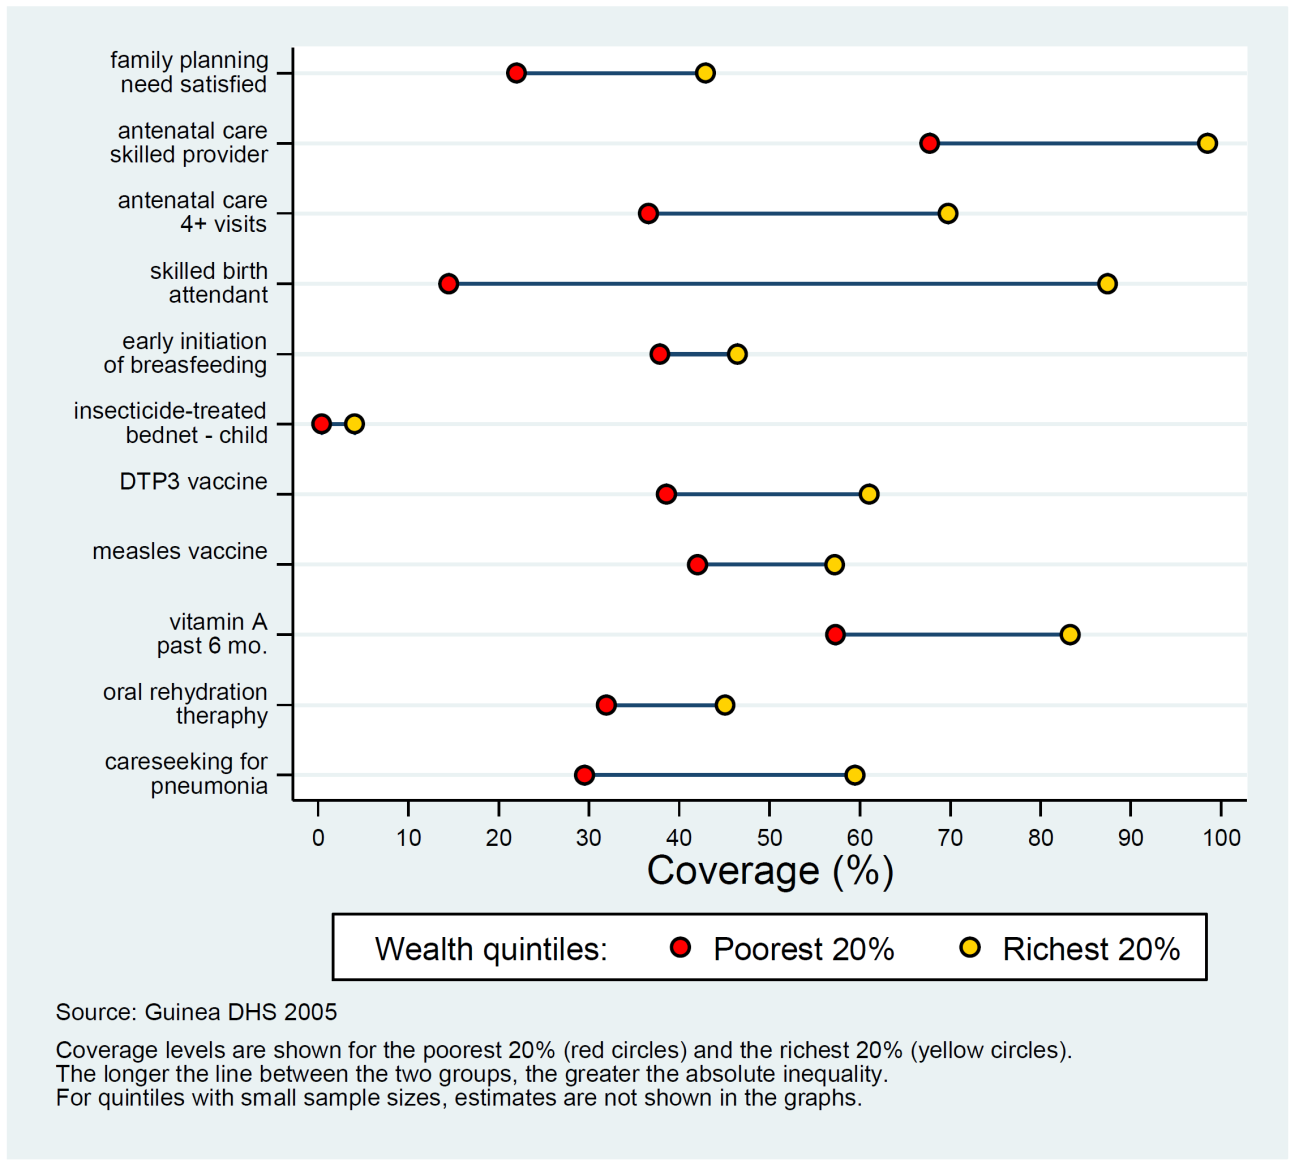 family planning
need satisfied
antenatal care
skilled provider
antenatal care
4+ visits
skilled birth
attendant
early initiation
of breasfeeding
insecticide-treated
bednet - child
DTP3 vaccine
measles vaccine
vitamin A
past 6 mo.
oral rehydration
theraphy
careseeking for
pneumonia
0 10 20 30 40 50 60 70 80 90 100
Coverage (%)
Wealth quintiles: Poorest 20% Richest 20%
Source: Guinea DHS 2005
Coverage levels are shown for the poorest 20% (red circles) and the richest 20% (yellow circles).
The longer the line between the two groups, the greater the absolute inequality.
For quintiles with small sample sizes, estimates are not shown in the graphs.